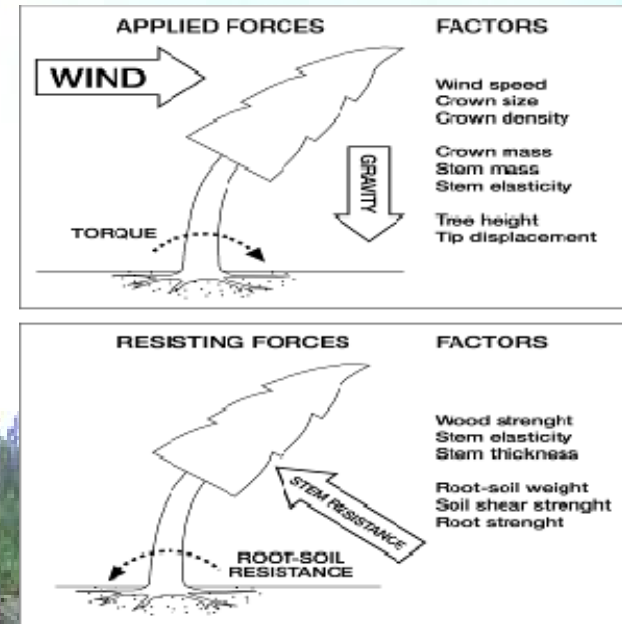 APPLIED FORCES
FACTORS
WIND
Wind speed
Crown size
Crown density
Crown mass
Stem mass
Stem elasticity
GRAVITY
TORQUE
Tree height
Tip displacement
RESISTING FORCES
FACTORS
Wood strenght
Stem elasticity
Stem thickness
STEM RESISTANCE
Root-soil weight
Soil shear strenght
Root strenght
ROOT-SOIL
RESISTANCE